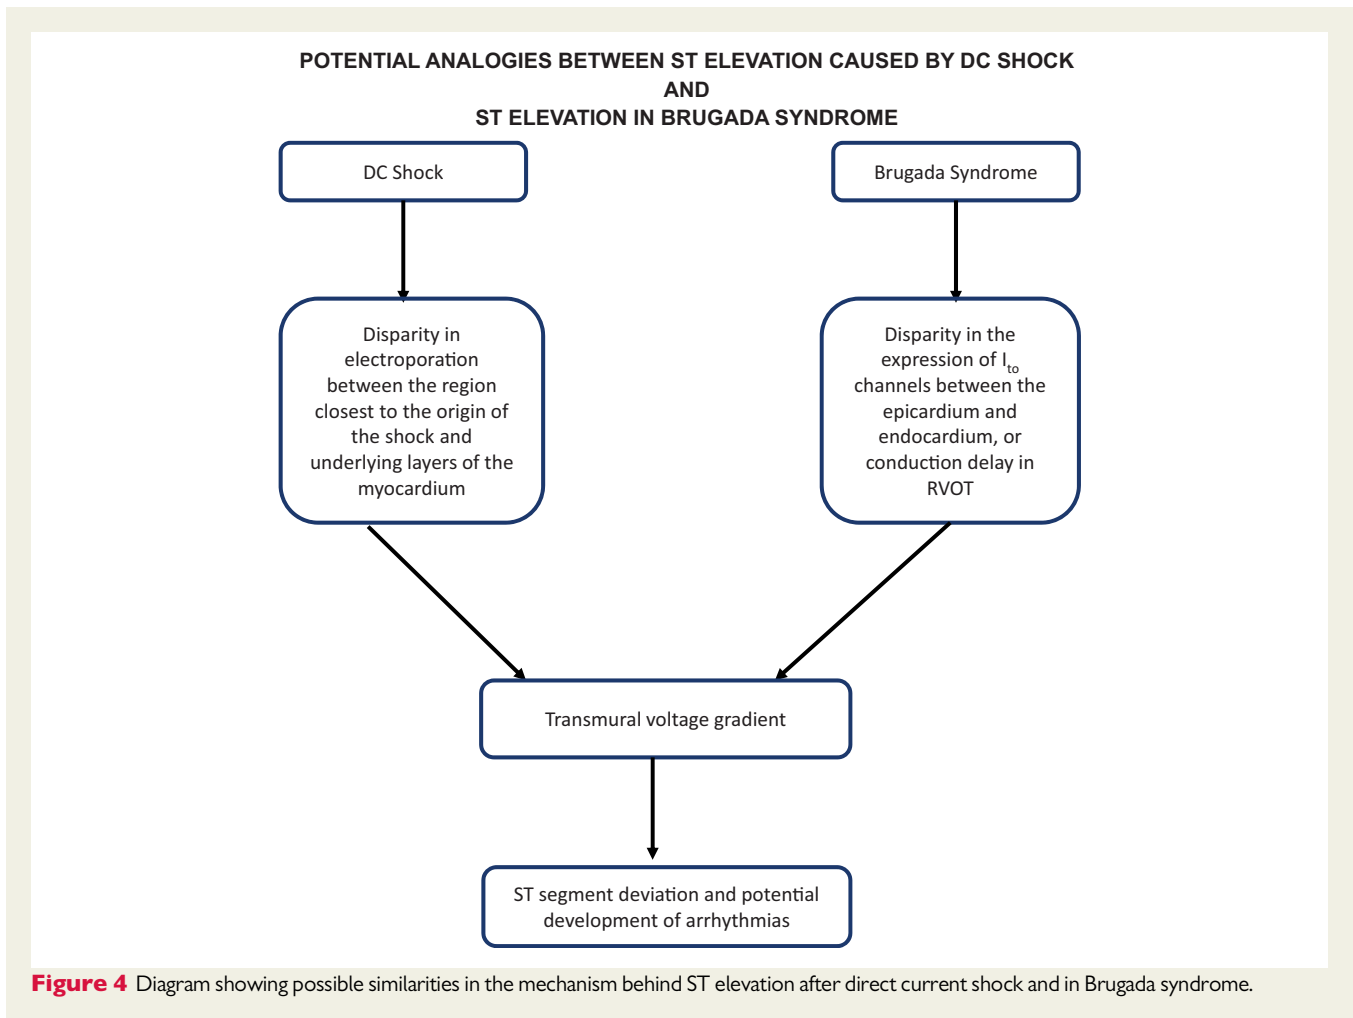 POTENTIAL ANALOGIES BETWEEN ST ELEVATION CAUSED BY DC SHOCK
AND
ST ELEVATION IN BRUGADA SYNDROME
DC Shock
Brugada Syndrome
Disparity in
electroporation
between the region
closest to the origin of
the shock and
underlying layers of the
myocardium
Disparity in the
expression of Ito
channels between the
epicardium and
endocardium, or
conduction delay in
RVOT
Transmural voltage gradient
ST segment deviation and potential
development of arrhythmias
Figure 4 Diagram showing possible similarities in the mechanism behind ST elevation after direct current shock and in Brugada syndrome.